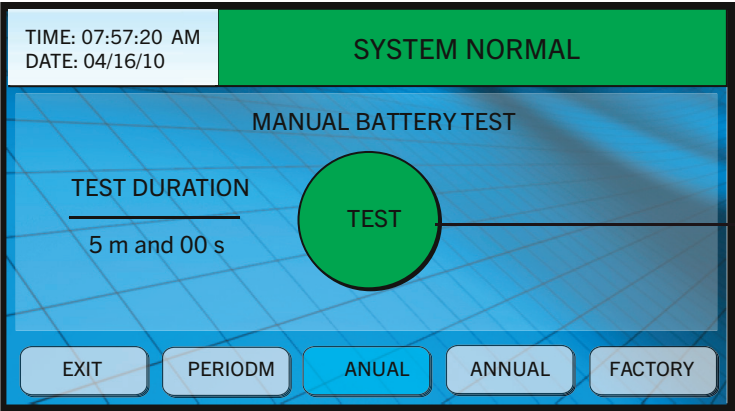 TIME: 07:57:20 AM
DATE: 04/16/10
SYSTEM NORMAL
MANUAL BATTERY TEST
TEST DURATION
5 m and 00 s
TEST
EXIT
PERIODM
ANUAL
ANNUAL
FACTORY